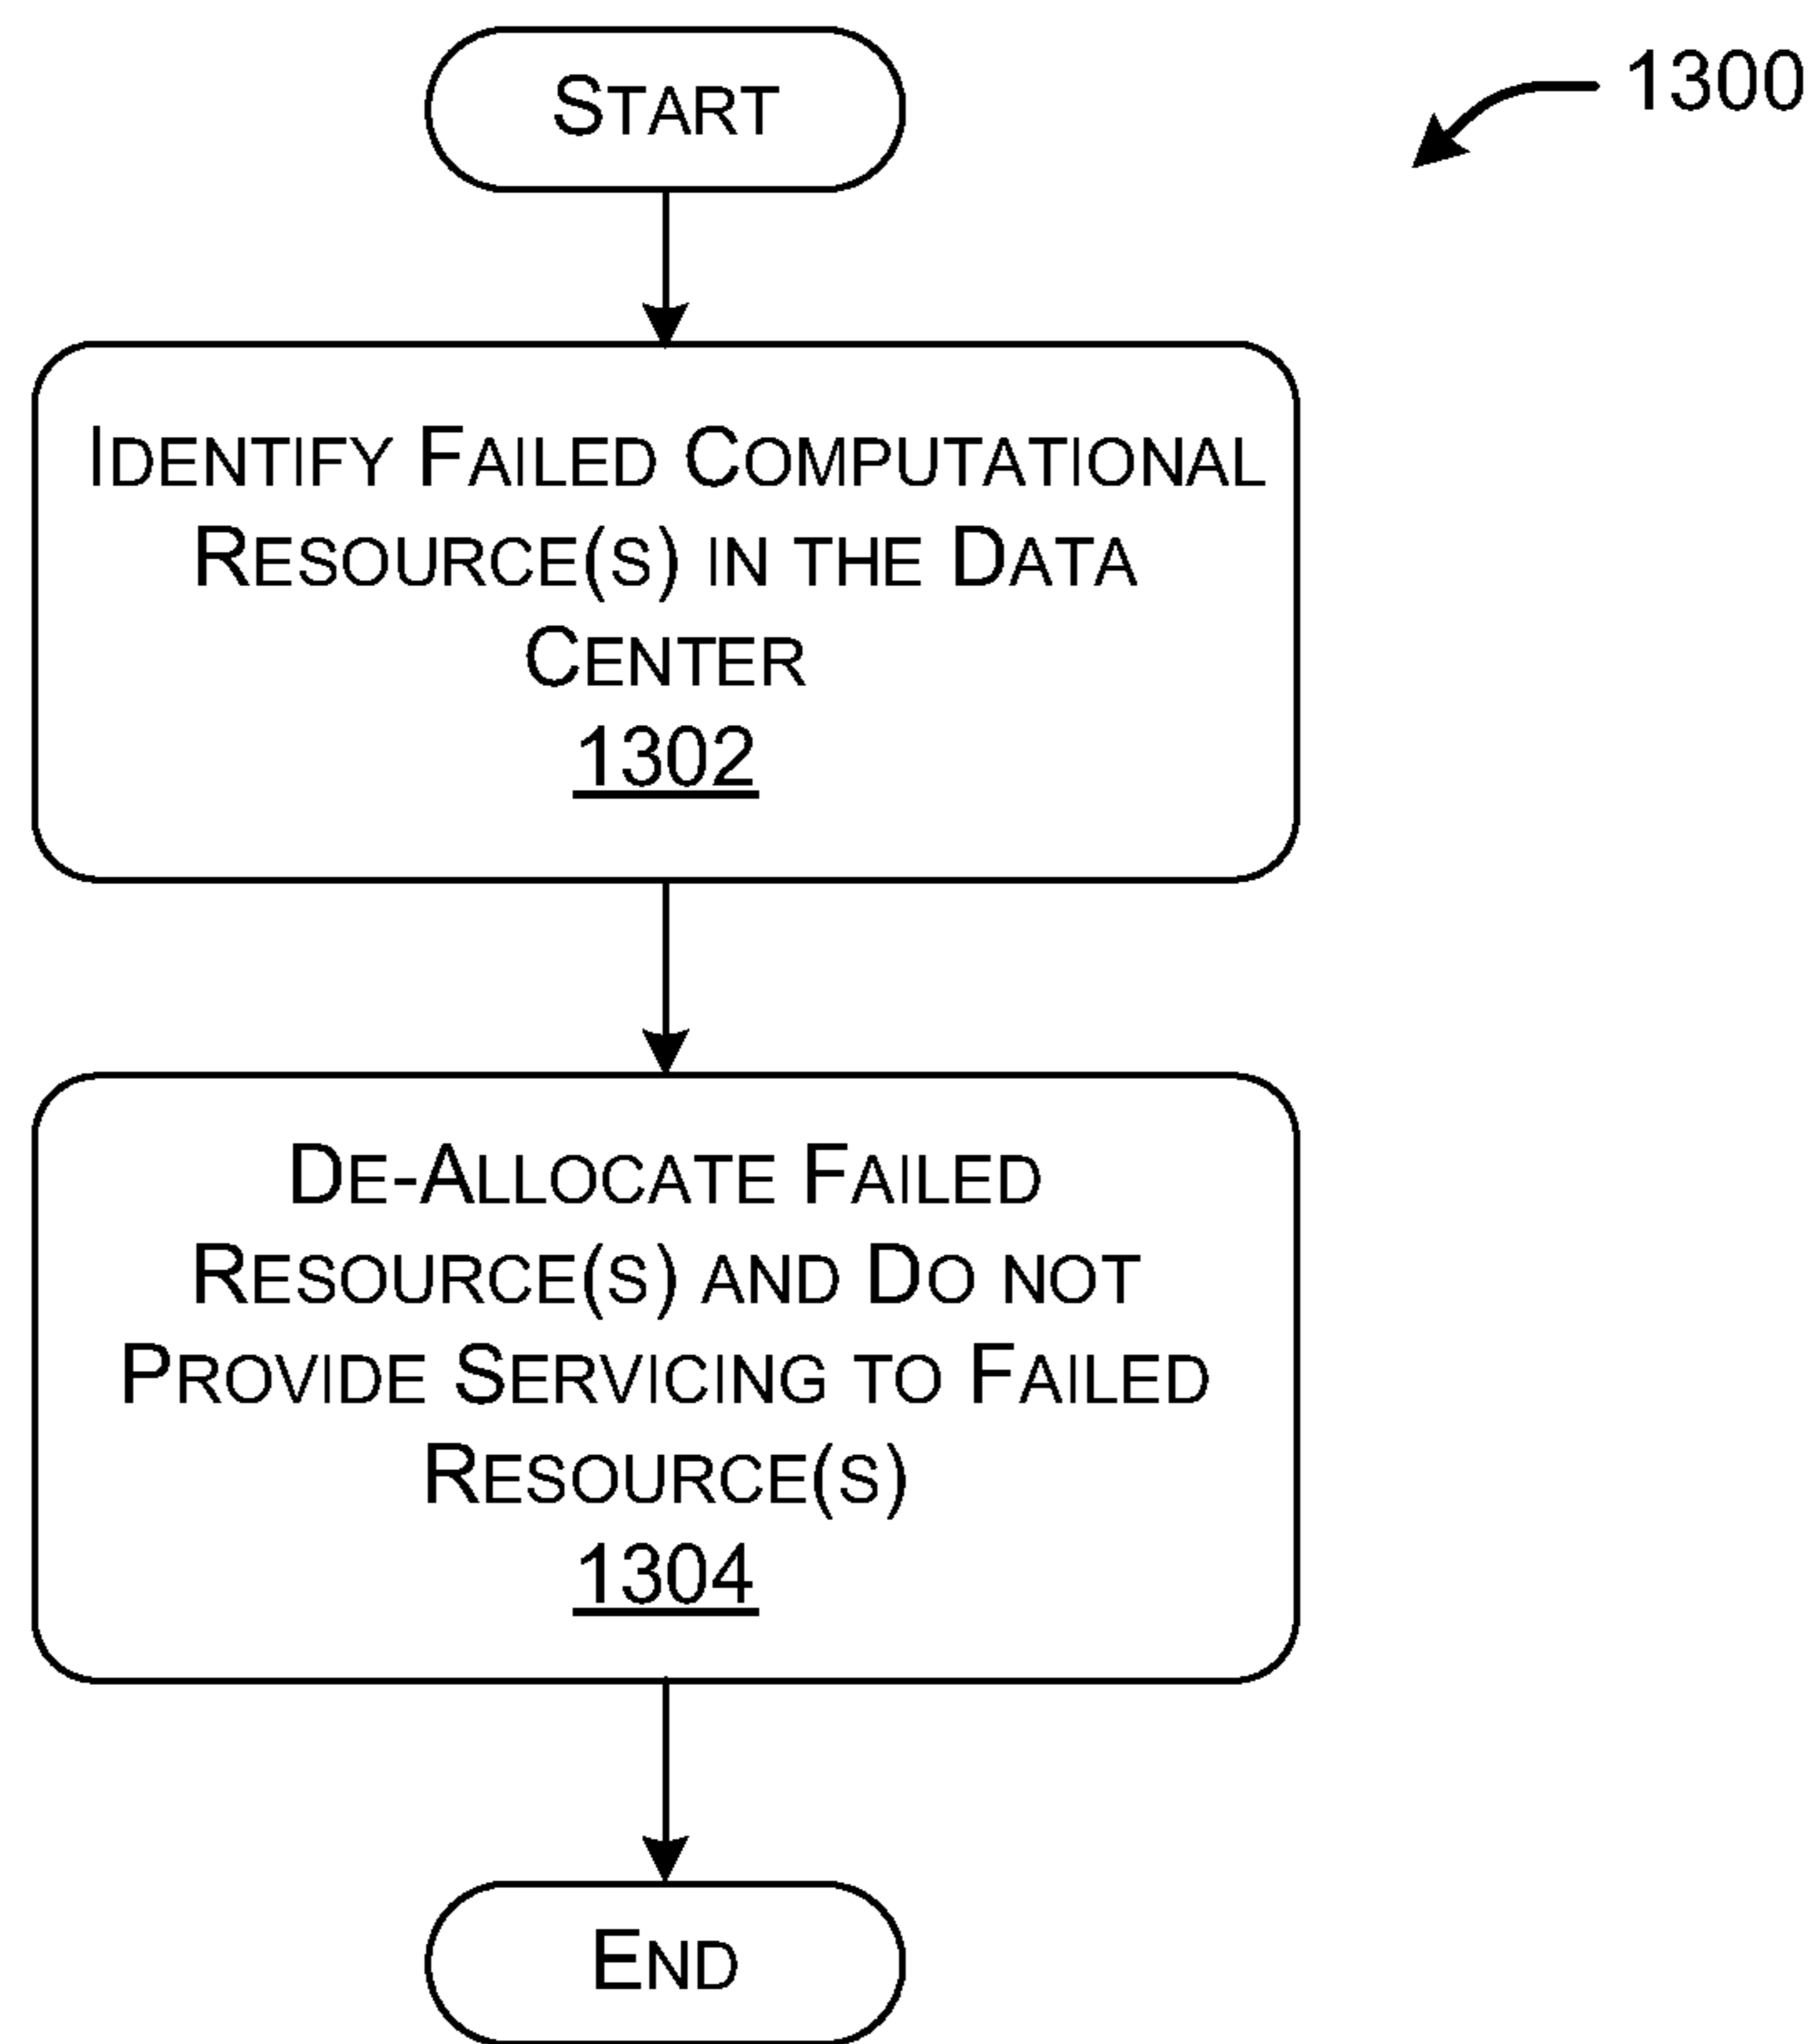 START
1300
IDENTIFY FAILED COMPUTATIONAL
RESOURCE(S) IN THE DATA
CENTER
1302
DE-ALLOCATE FAILED
RESOURCE(S) AND DO NOT
PROVIDE SERVICING TO FAILED
RESOURCE(S)
1304
END